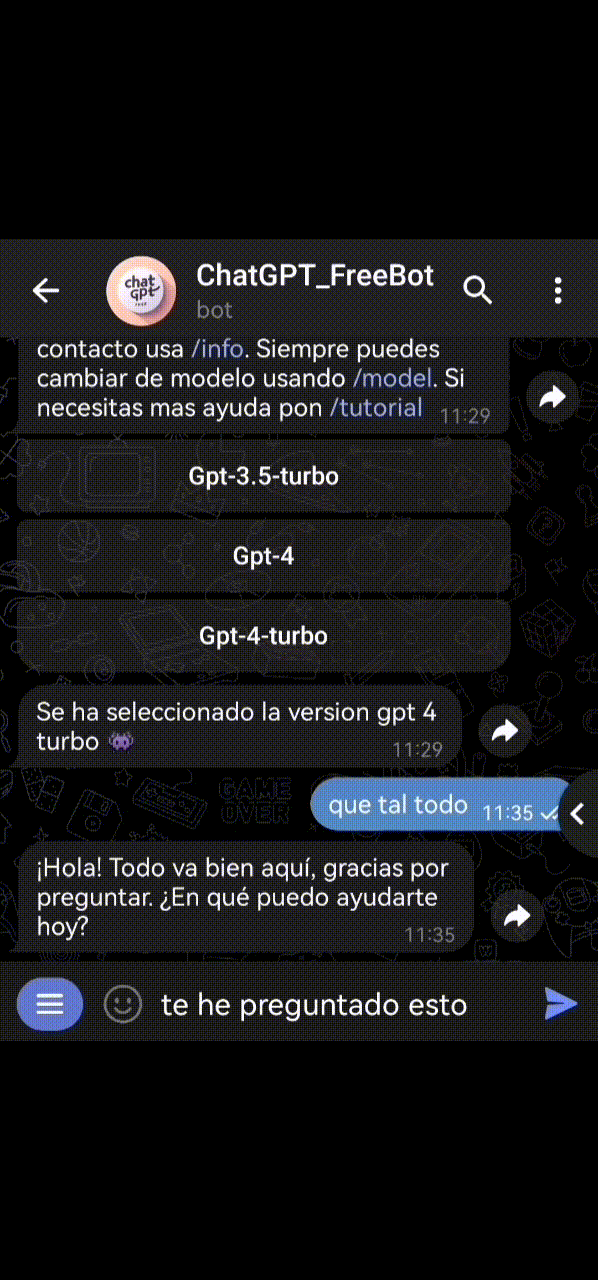 ChatGPT_FreeBot
bot
chat
gpt
contacto usa /info. Siempre puedes
cambiar de modelo usando /model. Si
necesitas mas ayuda pon /tutorial 11:29
Gpt-3.5-turbo
Gpt-4
Gpt-4-turbo
Se ha seleccionado la version gpt 4
turbo 👾 11:29
GAME
OVER
que tal todo 11:35
¡Hola! Todo va bien aquí, gracias por
preguntar. ¿En qué puedo ayudarte
hoy? 11:35
te he preguntado esto